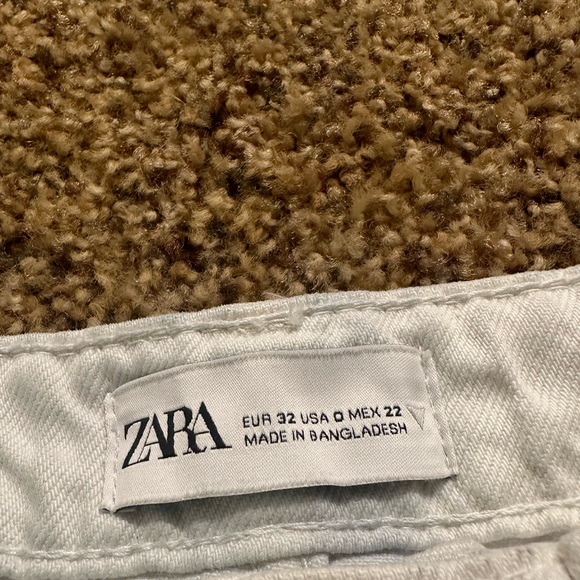 ZARA
EUR 32 USA 0 MEX 22
MADE IN BANGLADESH